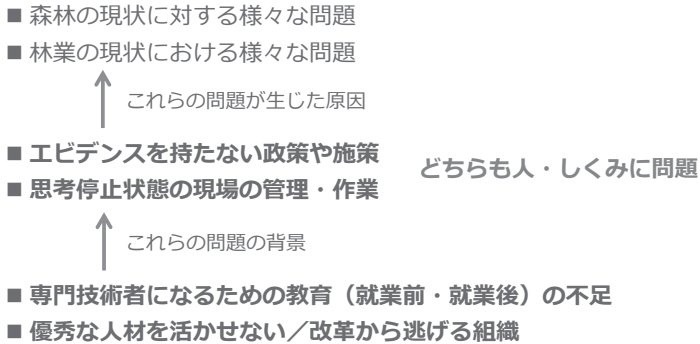 ■ 森林の現状に対する様々な問題
■ 林業の現状における様々な問題
これらの問題が生じた原因
■ エビデンスを持たない政策や施策
どちらも人・しくみに問題
■ 思考停止状態の現場の管理・作業
これらの問題の背景
■ 専門技術者になるための教育（就業前・就業後）の不足
■ 優秀な人材を活かせない／改革から逃げる組織